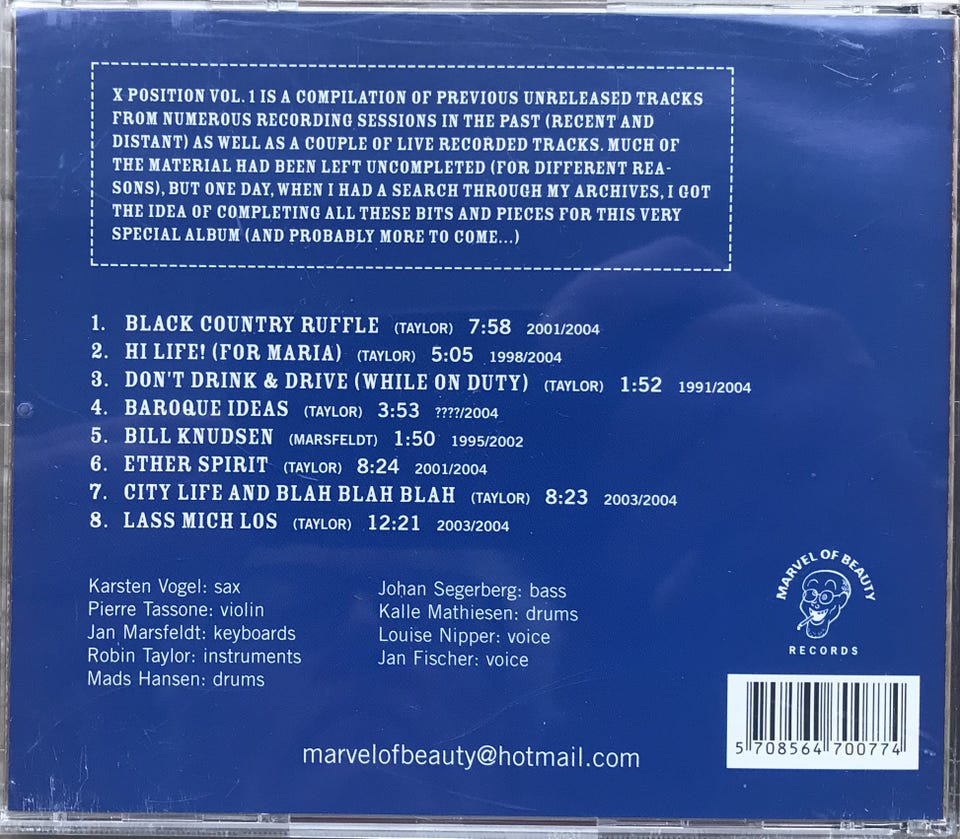 X POSITION VOL. 1 IS A COMPILATION OF PREVIOUS UNRELEASED TRACKS
FROM NUMEROUS RECORDING SESSIONS IN THE PAST (RECENT AND
DISTANT) AS WELL AS A COUPLE OF LIVE RECORDED TRACKS. MUCH OF
THE MATERIAL HAD BEEN LEFT UNCOMPLETED (FOR DIFFERENT REA-
SONS), BUT ONE DAY, WHEN I HAD A SEARCH THROUGH MY ARCHIVES, I GOT
THE IDEA OF COMPLETING ALL THESE BITS AND PIECES FOR THIS VERY
SPECIAL ALBUM (AND PROBABLY MORE TO COME...)
1. BLACK COUNTRY RUFFLE (TAYLOR) 7:58 2001/2004
2. HI LIFE! (FOR MARIA) (TAYLOR) 5:05 1998/2004
3. DON'T DRINK & DRIVE (WHILE ON DUTY) (TAYLOR) 1:52 1991/2004
4. BAROQUE IDEAS (TAYLOR) 3:53 ????/2004
5. BILL KNUDSEN (MARSFELDT) 1:50 1995/2002
6. ETHER SPIRIT (TAYLOR) 8:24 2001/2004
7. CITY LIFE AND BLAH BLAH BLAH (TAYLOR) 8:23 2003/2004
8. LASS MICH LOS (TAYLOR) 12:21 2003/2004
Karsten Vogel: sax
Pierre Tassone: violin
Jan Marsfeldt: keyboards
Robin Taylor: instruments
Mads Hansen: drums
Johan Segerberg: bass
Kalle Mathiesen: drums
Louise Nipper: voice
Jan Fischer: voice
MARVEL OF BEAUTY
RECORDS
marvelofbeauty@hotmail.com
5 708564 700774